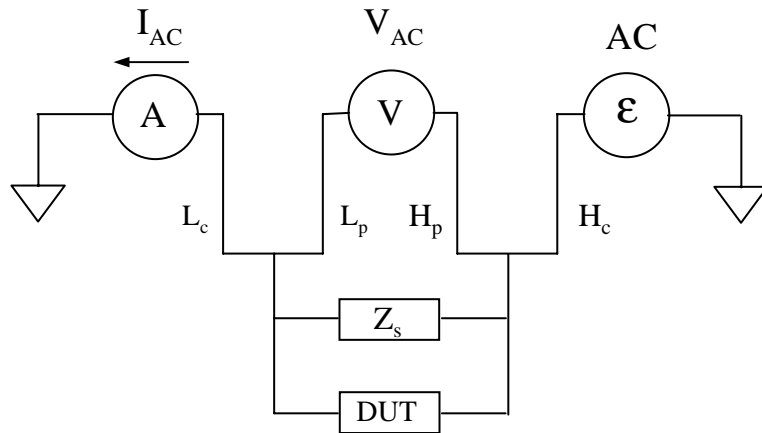 I_AC
V_AC
AC
A
V
ε
L_c
L_p
H_p
H_c
Z_s
DUT